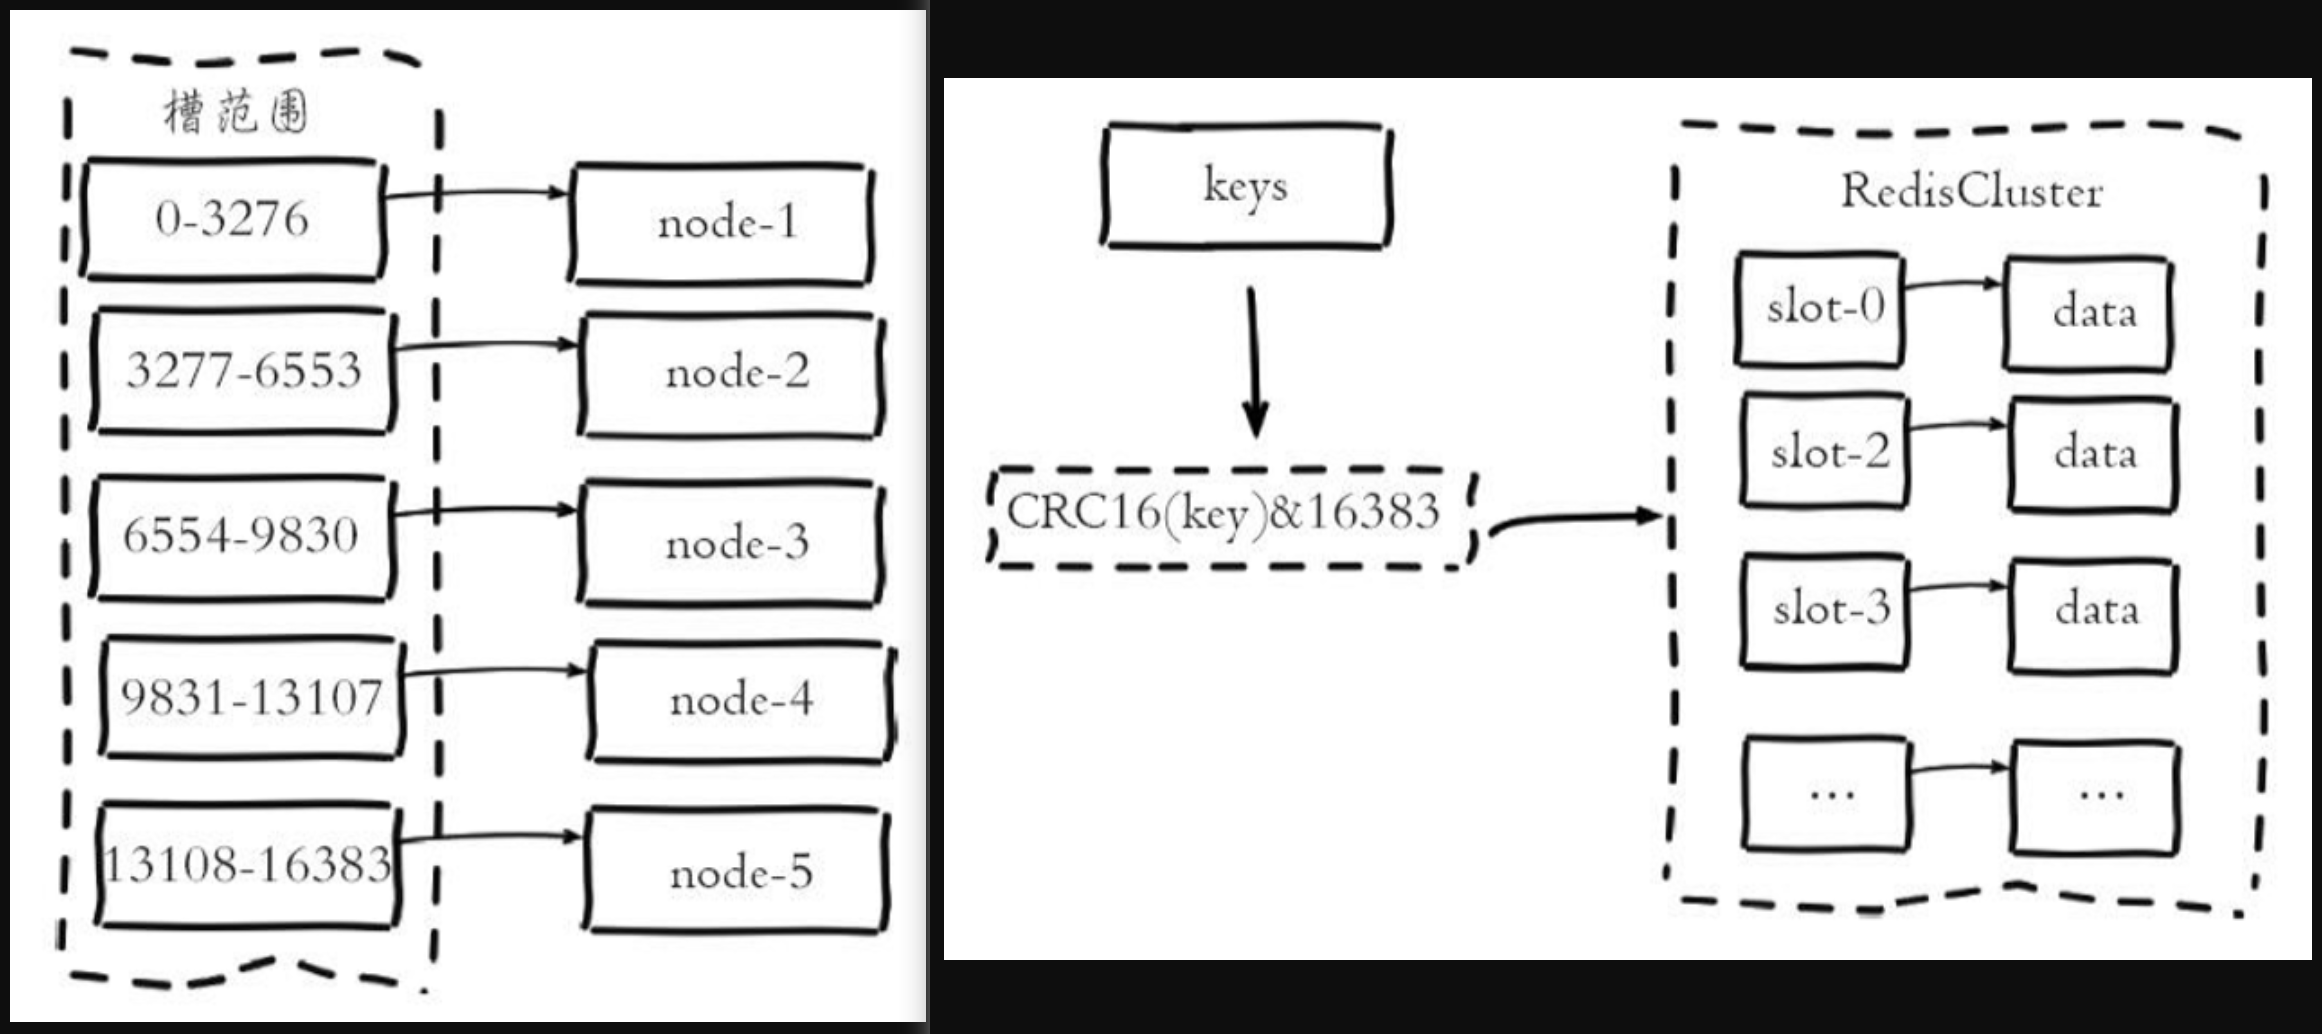 槽范围
0-3276
node-1
3277-6553
node-2
6554-9830
node-3
9831-13107
node-4
13108-16383
node-5
keys
CRC16(key)&16383
RedisCluster
slot-0
data
slot-2
data
slot-3
data
...
...